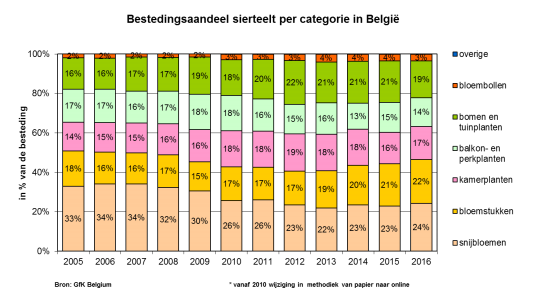 Bestedingsaandeel sierteelt per categorie in België
in % van de besteding
100%
80%
60%
40%
20%
0%
2% 2% 2% 2% 2% 3% 3% 3% 4% 4% 4% 3%
16% 16% 17% 17% 19% 18% 20% 22% 21% 21% 21% 19%
17% 17% 16% 17% 18% 18% 16% 15% 16% 13% 15% 14%
14% 15% 15% 16% 16% 18% 18% 19% 18% 18% 16% 17%
18% 16% 16% 17% 15% 17% 17% 17% 19% 20% 21% 22%
33% 34% 34% 32% 30% 26% 26% 23% 22% 23% 23% 24%
2005 2006 2007 2008 2009 2010 2011 2012 2013 2014 2015 2016
overige
bloembollen
bomen en
tuinplanten
balkon- en
perkplanten
kamerplanten
bloemstukken
snijbloemen
Bron: GfK Belgium
* vanaf 2010 wijziging in methodiek van papier naar online